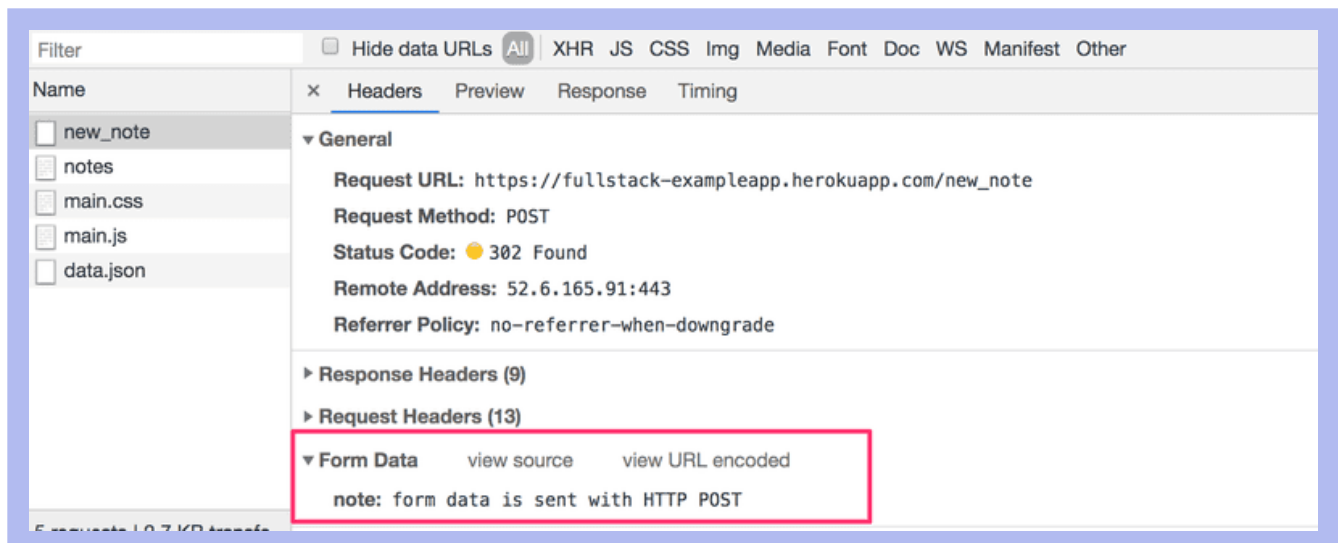 Filter
Hide data URLs All XHR JS CSS Img Media Font Doc WS Manifest Other
Name
× Headers Preview Response Timing
new_note
notes
main.css
main.js
data.json
▼ General
Request URL: https://fullstack-exampleapp.herokuapp.com/new_note
Request Method: POST
Status Code: 302 Found
Remote Address: 52.6.165.91:443
Referrer Policy: no-referrer-when-downgrade
▶ Response Headers (9)
▶ Request Headers (13)
▼ Form Data view source view URL encoded
note: form data is sent with HTTP POST